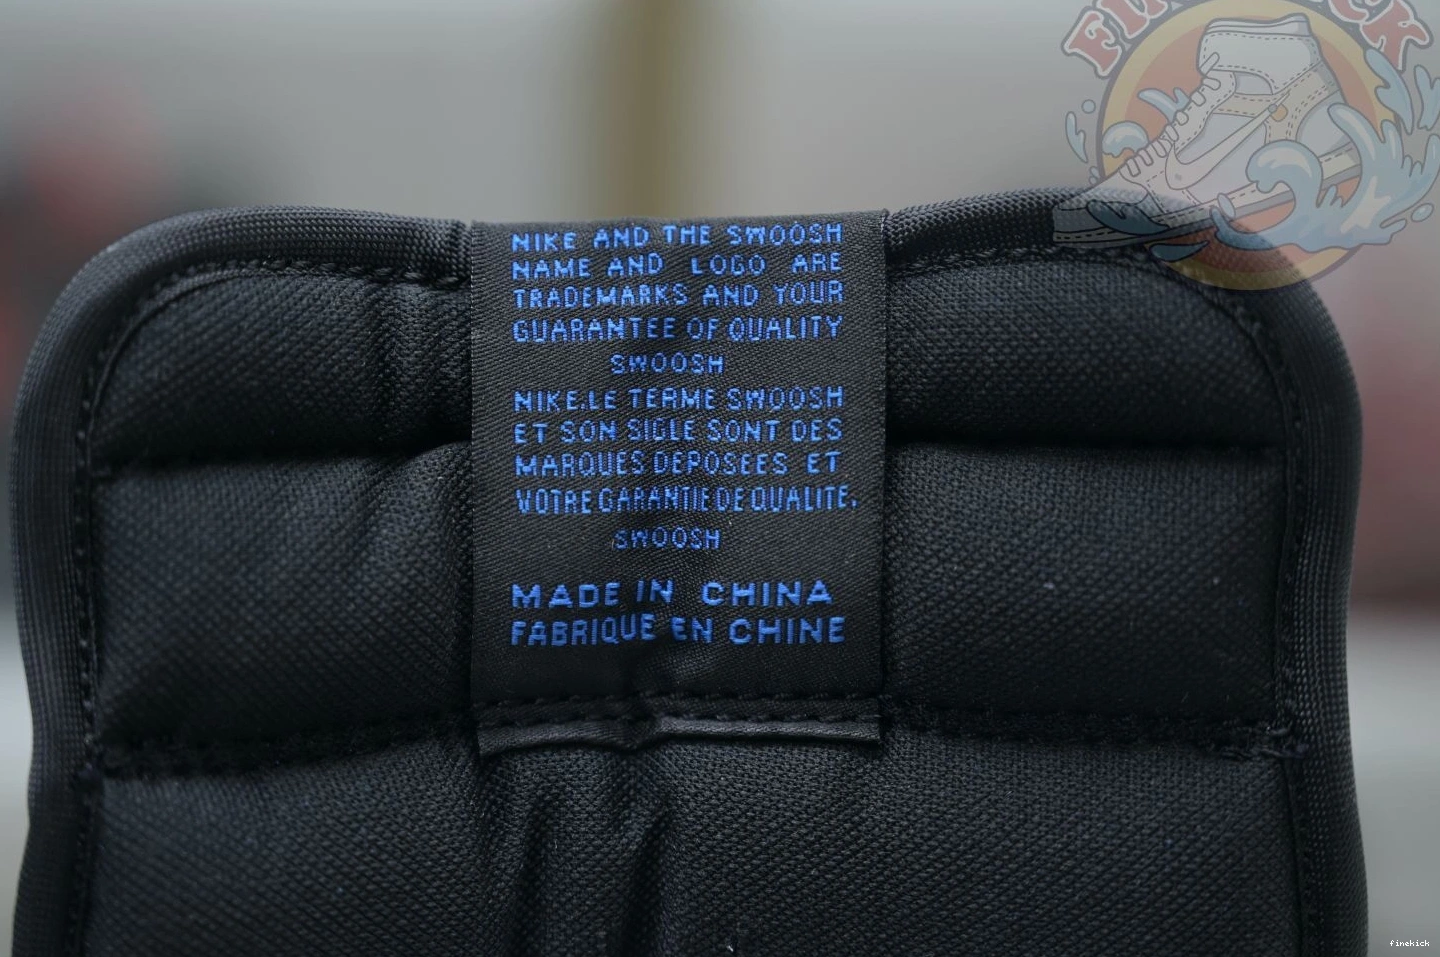 NIKE AND THE SWOOSH
NAME AND LOGO ARE
TRADEMARKS AND YOUR
GUARANTEE OF QUALITY
SWOOSH
NIKE.LE TERME SWOOSH
ET SON SIGLE SONT DES
MARQUES DEPOSEES ET
VOTRE GARANTIE DE QUALITE.
SWOOSH
MADE IN CHINA
FABRIQUE EN CHINE
finekick